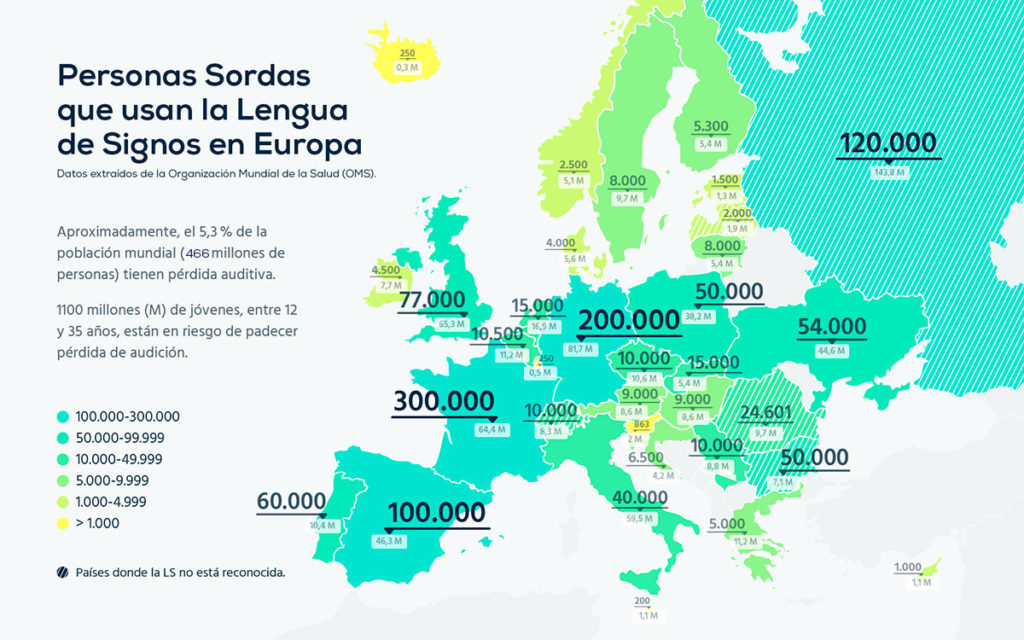 Personas Sordas
que usan la Lengua
de Signos en Europa
Datos extraídos de la Organización Mundial de la Salud (OMS).
Aproximadamente, el 5,3 % de la
población mundial (466 millones de
personas) tienen pérdida auditiva.
1100 millones (M) de jóvenes, entre 12
y 35 años, están en riesgo de padecer
pérdida de audición.
100.000-300.000
50.000-99.999
10.000-49.999
5.000-9.999
1.000-4.999
> 1.000
Países donde la LS no está reconocida.
250
0,3 M
5.300
5,4 M
120.000
143,8 M
2.500
5,1 M
8.000
9,7 M
1.500
1,3 M
2.000
1,9 M
4.000
5,6 M
8.000
5,4 M
4.500
7,7 M
77.000
65,3 M
15.000
16,9 M
200.000
81,7 M
50.000
38,2 M
54.000
44,6 M
10.500
11,2 M
250
0,5 M
10.000
10,6 M
15.000
5,4 M
300.000
64,4 M
10.000
8,3 M
9.000
8,6 M
9.000
8,6 M
24.601
9,7 M
863
2 M
6.500
4,2 M
10.000
8,8 M
50.000
7,1 M
60.000
10,4 M
100.000
46,3 M
40.000
59,5 M
5.000
11,2 M
1.000
1,1 M
200
1,1 M